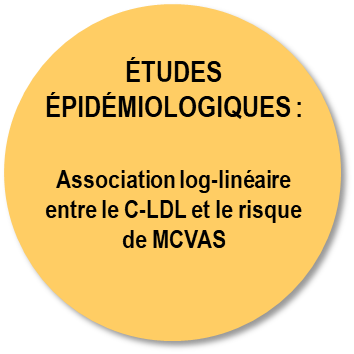 ÉTUDES
ÉPIDÉMIOLOGIQUES :
Association log-linéaire
entre le C-LDL et le risque
de MCVAS